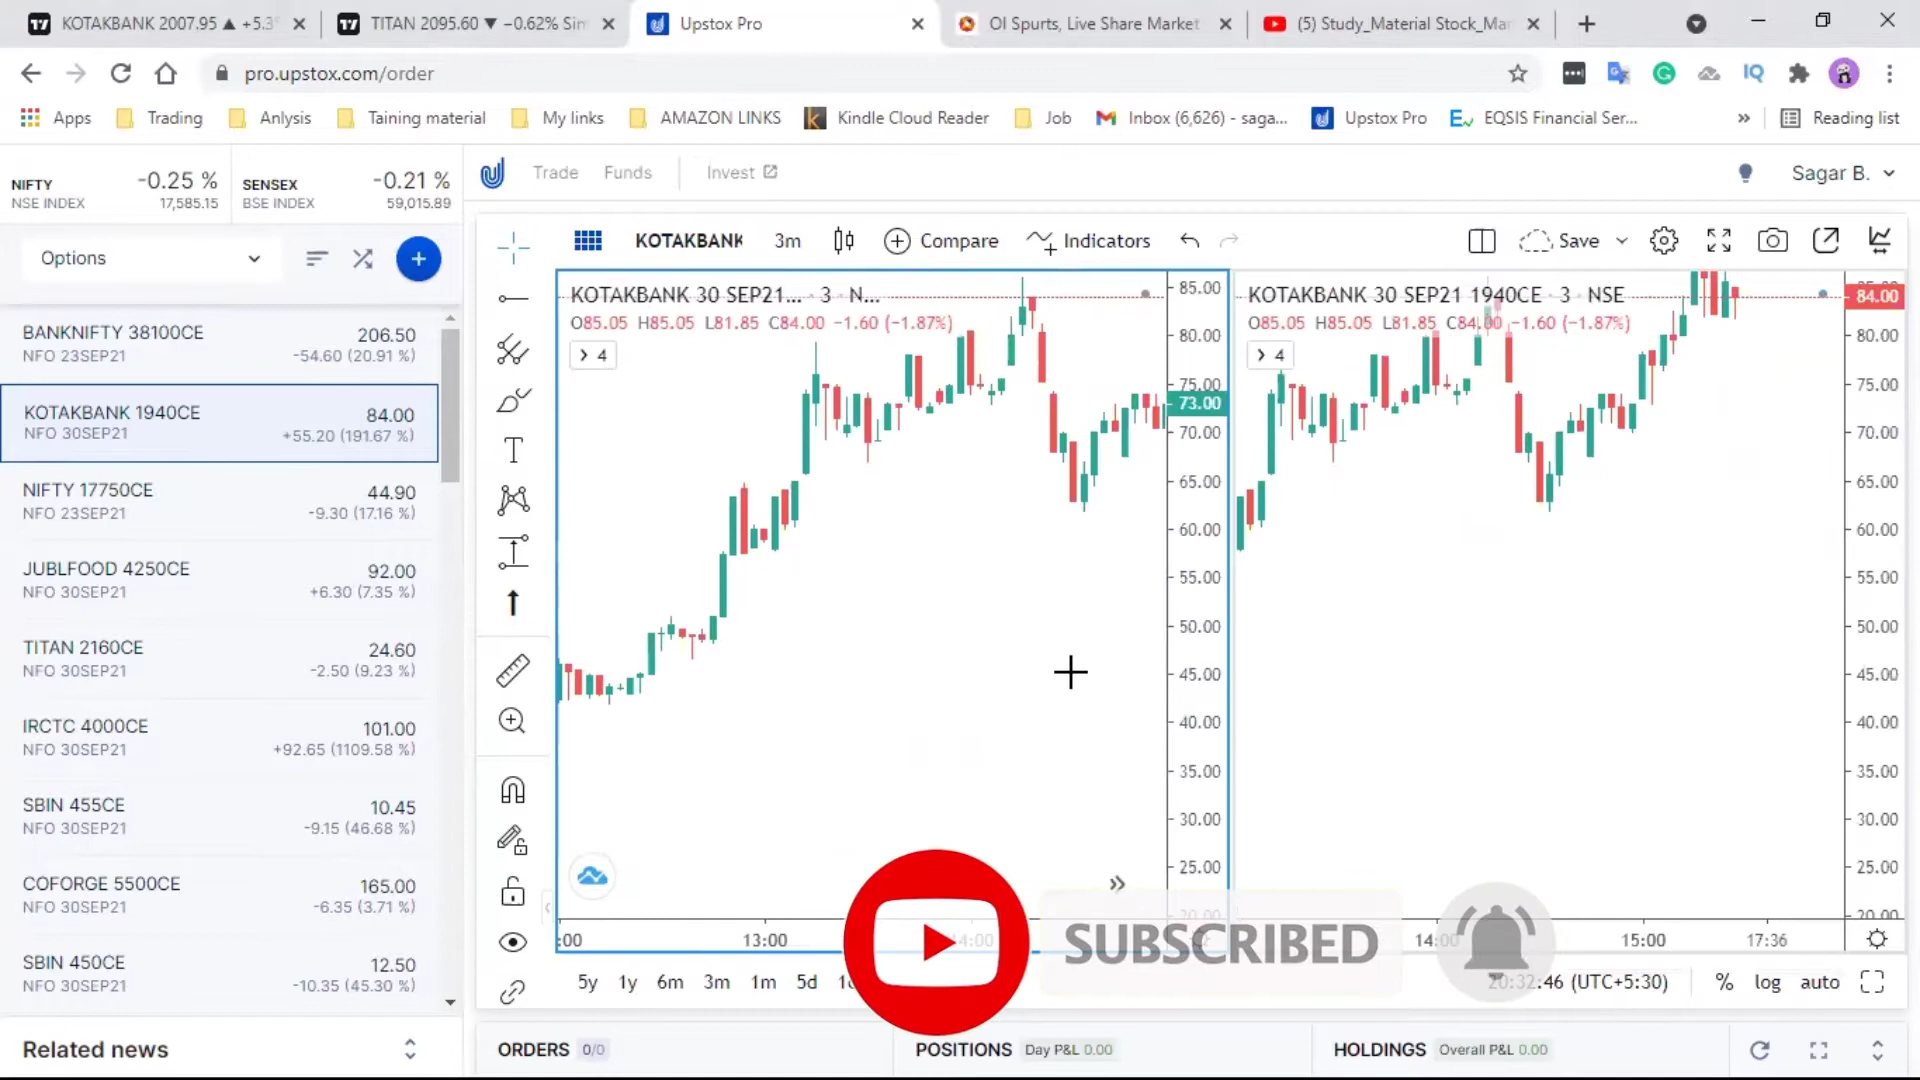 KOTAKBANK 2007.95 ▲ +5.3
TITAN 2095.60 ▼ −0.62%
Upstox Pro
OI Spurts, Live Share Market
(5) Study_Material Stock_Mar
pro.upstox.com/order
Apps
Trading
Anlysis
Taining material
My links
AMAZON LINKS
Kindle Cloud Reader
Job
Inbox (6,626) - saga...
Upstox Pro
EQSIS Financial Ser...
Reading list
NIFTY
-0.25 %
NSE INDEX
17,585.15
SENSEX
-0.21 %
BSE INDEX
59,015.89
Trade
Funds
Invest
Sagar B.
Options
KOTAKBANK
3m
Compare
Indicators
Save
BANKNIFTY 38100CE
206.50
NFO 23SEP21
-54.60 (20.91 %)
KOTAKBANK 1940CE
84.00
NFO 30SEP21
+55.20 (191.67 %)
NIFTY 17750CE
44.90
NFO 23SEP21
-9.30 (17.16 %)
JUBLFOOD 4250CE
92.00
NFO 30SEP21
+6.30 (7.35 %)
TITAN 2160CE
24.60
NFO 30SEP21
-2.50 (9.23 %)
IRCTC 4000CE
101.00
NFO 30SEP21
+92.65 (1109.58 %)
SBIN 455CE
10.45
NFO 30SEP21
-9.15 (46.68 %)
COFORGE 5500CE
165.00
NFO 30SEP21
-6.35 (3.71 %)
SBIN 450CE
12.50
NFO 30SEP21
-10.35 (45.30 %)
Related news
KOTAKBANK 30 SEP21... · 3 · N...
O85.05 H85.05 L81.85 C84.00 −1.60 (−1.87%)
4
85.00
80.00
75.00
73.00
70.00
65.00
60.00
55.00
50.00
45.00
40.00
35.00
30.00
25.00
20.00
:00
13:00
14:00
KOTAKBANK 30 SEP21 1940CE · 3 · NSE
O85.05 H85.05 L81.85 C84.00 −1.60 (−1.87%)
4
84.00
80.00
75.00
70.00
65.00
60.00
55.00
50.00
45.00
40.00
35.00
30.00
25.00
20.00
14:00
15:00
17:36
SUBSCRIBED
5y
1y
6m
3m
1m
5d
20:32:46 (UTC+5:30)
%
log
auto
ORDERS 0/0
POSITIONS Day P&L 0.00
HOLDINGS Overall P&L 0.00